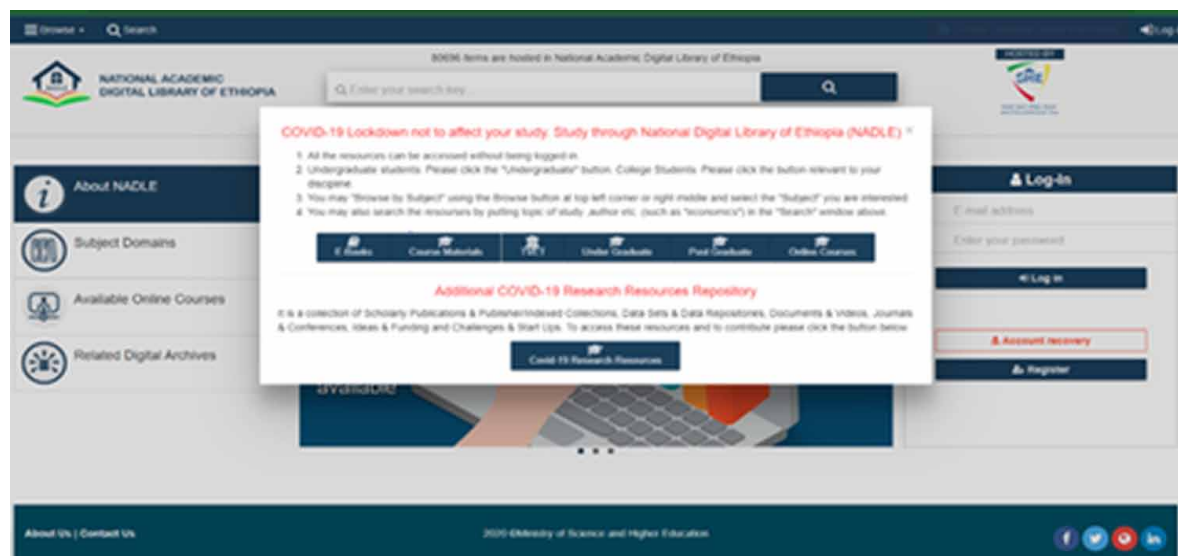 Browse
Search
Log
80696 items are hosted in National Academic Digital Library of Ethiopia
HOSTED BY
NATIONAL ACADEMIC
DIGITAL LIBRARY OF ETHIOPIA
Enter your search key
COVID-19 Lockdown not to affect your study. Study through National Digital Library of Ethiopia (NADLE) ×
1. All the resources can be accessed without being logged in.
2. Undergraduate students. Please click the "Undergraduate" button. College Students. Please click the button relevant to your
discipline.
3. You may "Browse by Subject" using the Browse button at top left corner or right middle and select the "Subject" you are interested.
4. You may also search the resourses by putting topic of study ,author etc. (such as "economics") in the "Search" window above.
E-Books
Course Materials
TVET
Under Graduate
Post Graduate
Online Courses
Additional COVID-19 Research Resources Repository
It is a collection of Scholarly Publications & Publisher/Indexed Collections, Data Sets & Data Repositories, Documents & Videos, Journals
& Conferences, Ideas & Funding and Challenges & Start Ups. To access these resources and to contribute please click the button below
Covid-19 Research Resources
About NADLE
Subject Domains
Available Online Courses
Related Digital Archives
available
Log-In
E-mail address
Enter your password
Log in
Account recovery
Register
About Us | Contact Us
2020 ©Ministry of Science and Higher Education